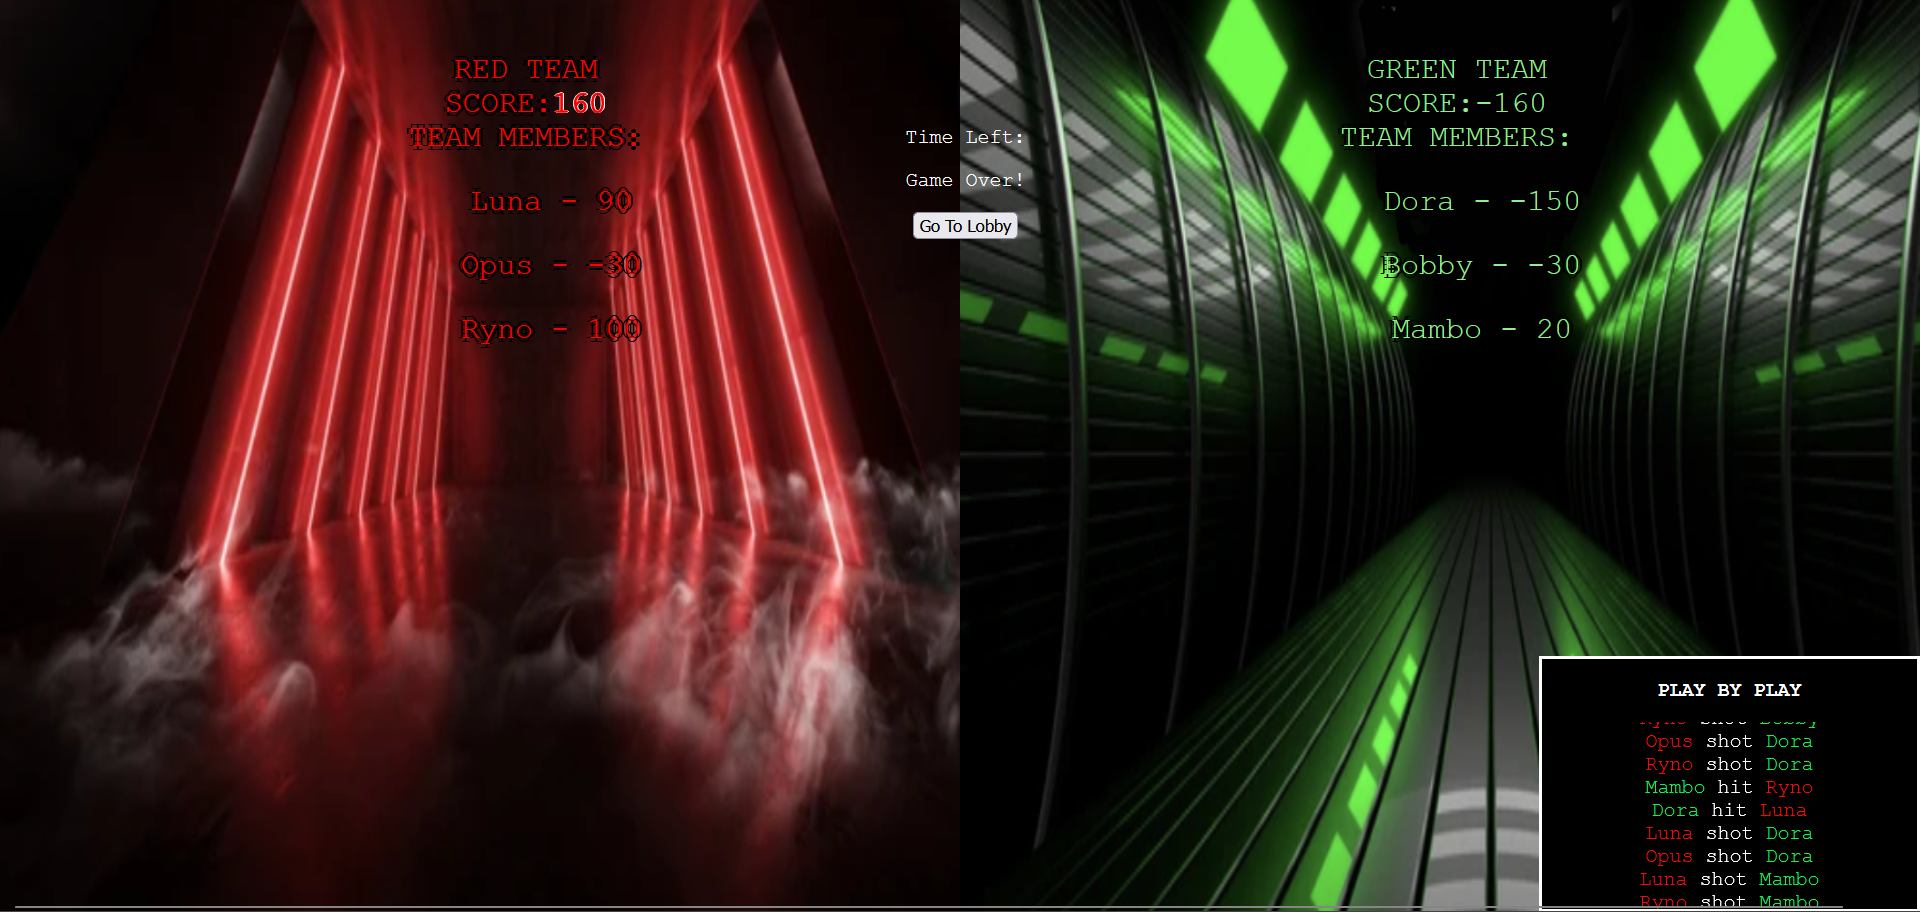 RED TEAM
SCORE:160
TEAM MEMBERS:
Luna - 90
Opus - -30
Ryno - 100
Time Left:
Game Over!
Go To Lobby
GREEN TEAM
SCORE:-160
TEAM MEMBERS:
Dora - -150
Bobby - -30
Mambo - 20
PLAY BY PLAY
Ryno shot Bobby
Opus shot Dora
Ryno shot Dora
Mambo hit Ryno
Dora hit Luna
Luna shot Dora
Opus shot Dora
Luna shot Mambo
Ryno shot Mambo